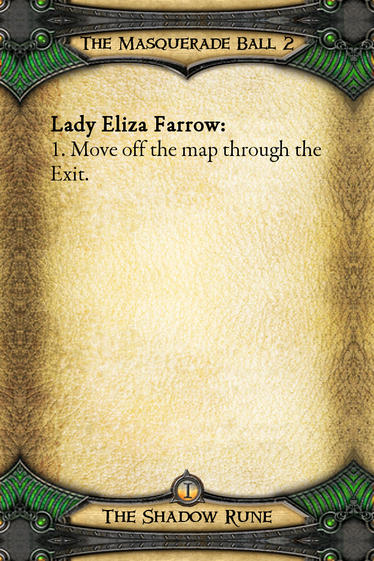 The Masquerade Ball 2
Lady Eliza Farrow:
1. Move off the map through the
Exit.
I
The Shadow Rune